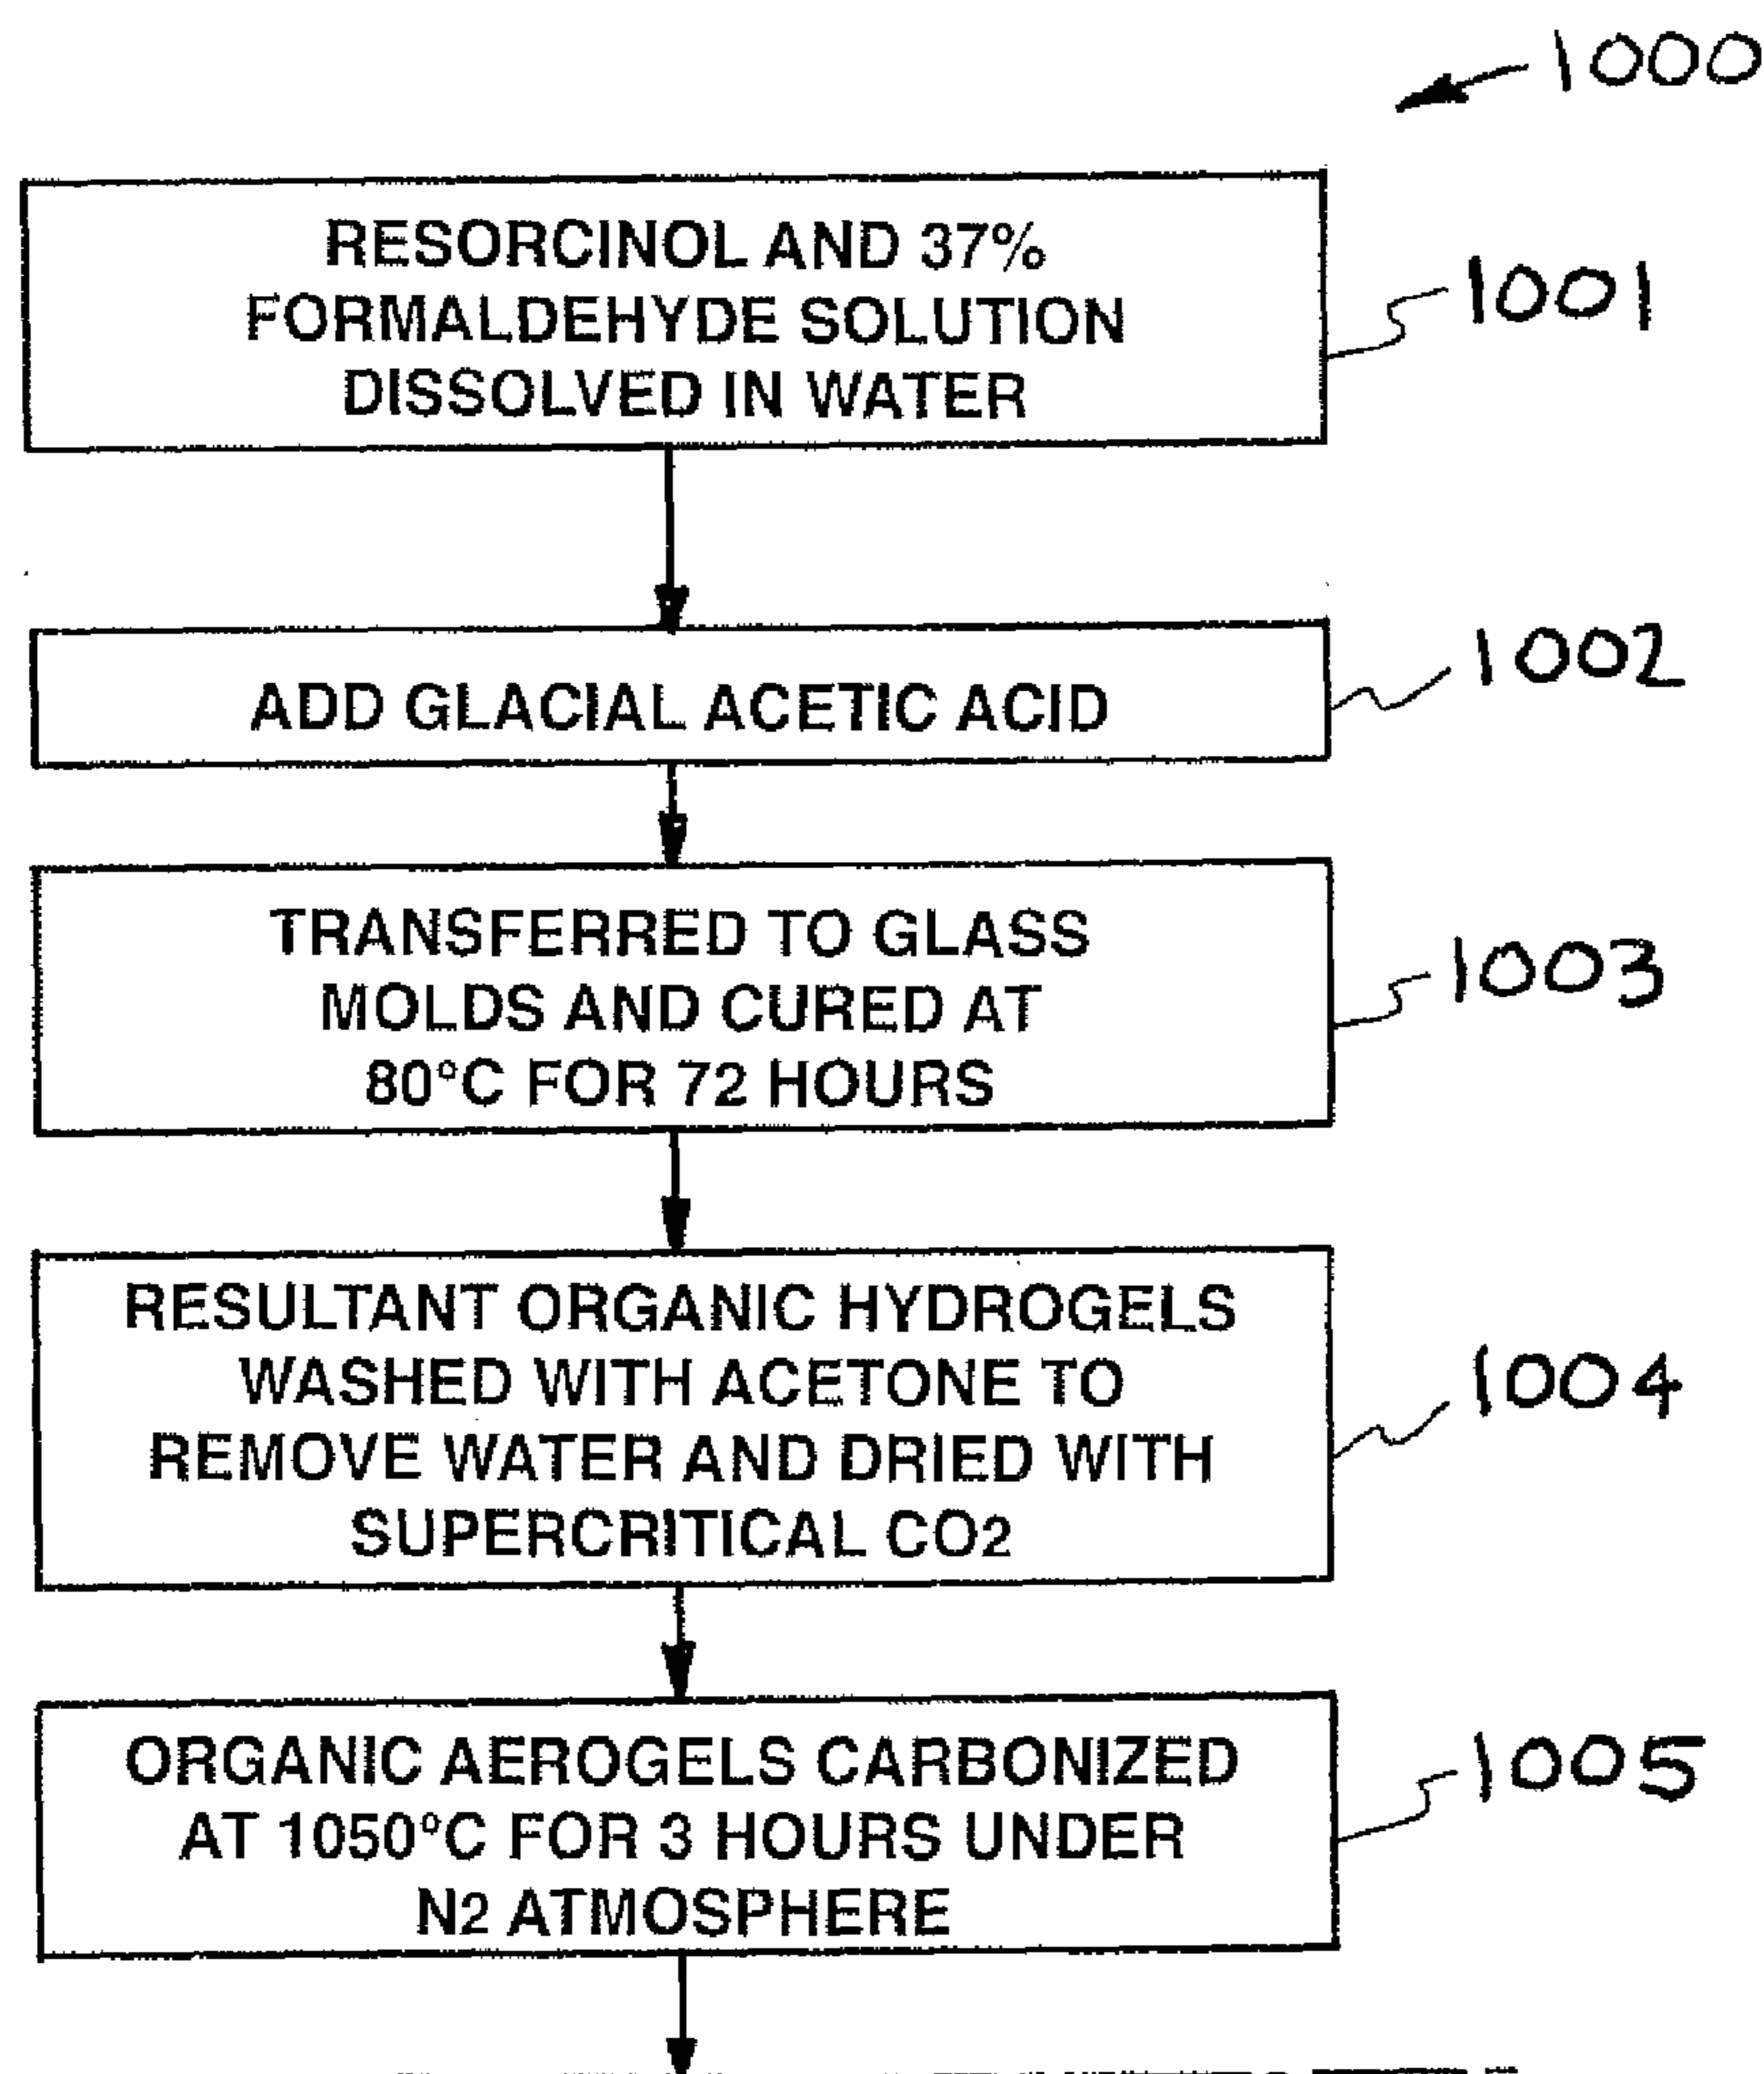 1000
RESORCINOL AND 37%
FORMALDEHYDE SOLUTION
DISSOLVED IN WATER
1001
ADD GLACIAL ACETIC ACID
1002
TRANSFERRED TO GLASS
MOLDS AND CURED AT
80°C FOR 72 HOURS
1003
RESULTANT ORGANIC HYDROGELS
WASHED WITH ACETONE TO
REMOVE WATER AND DRIED WITH
SUPERCRITICAL CO2
1004
ORGANIC AEROGELS CARBONIZED
AT 1050°C FOR 3 HOURS UNDER
N2 ATMOSPHERE
1005